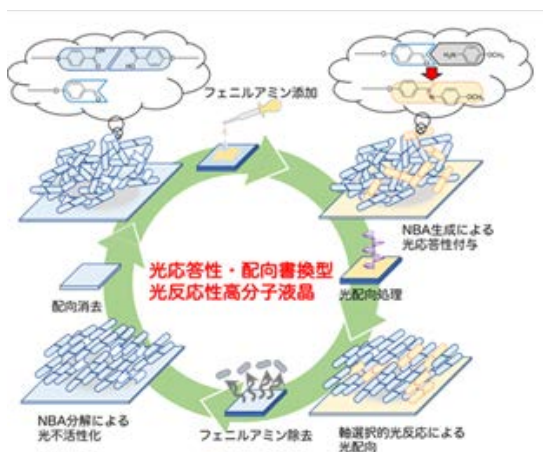 H₂N
OCH₃
OCH₃
フェニルアミン添加
NBA生成による
光応答性付与
光応答性・配向書換型
光反応性高分子液晶
光配向処理
配向消去
NBA分解による
光不活性化
フェニルアミン除去
軸選択的光反応による
光配向